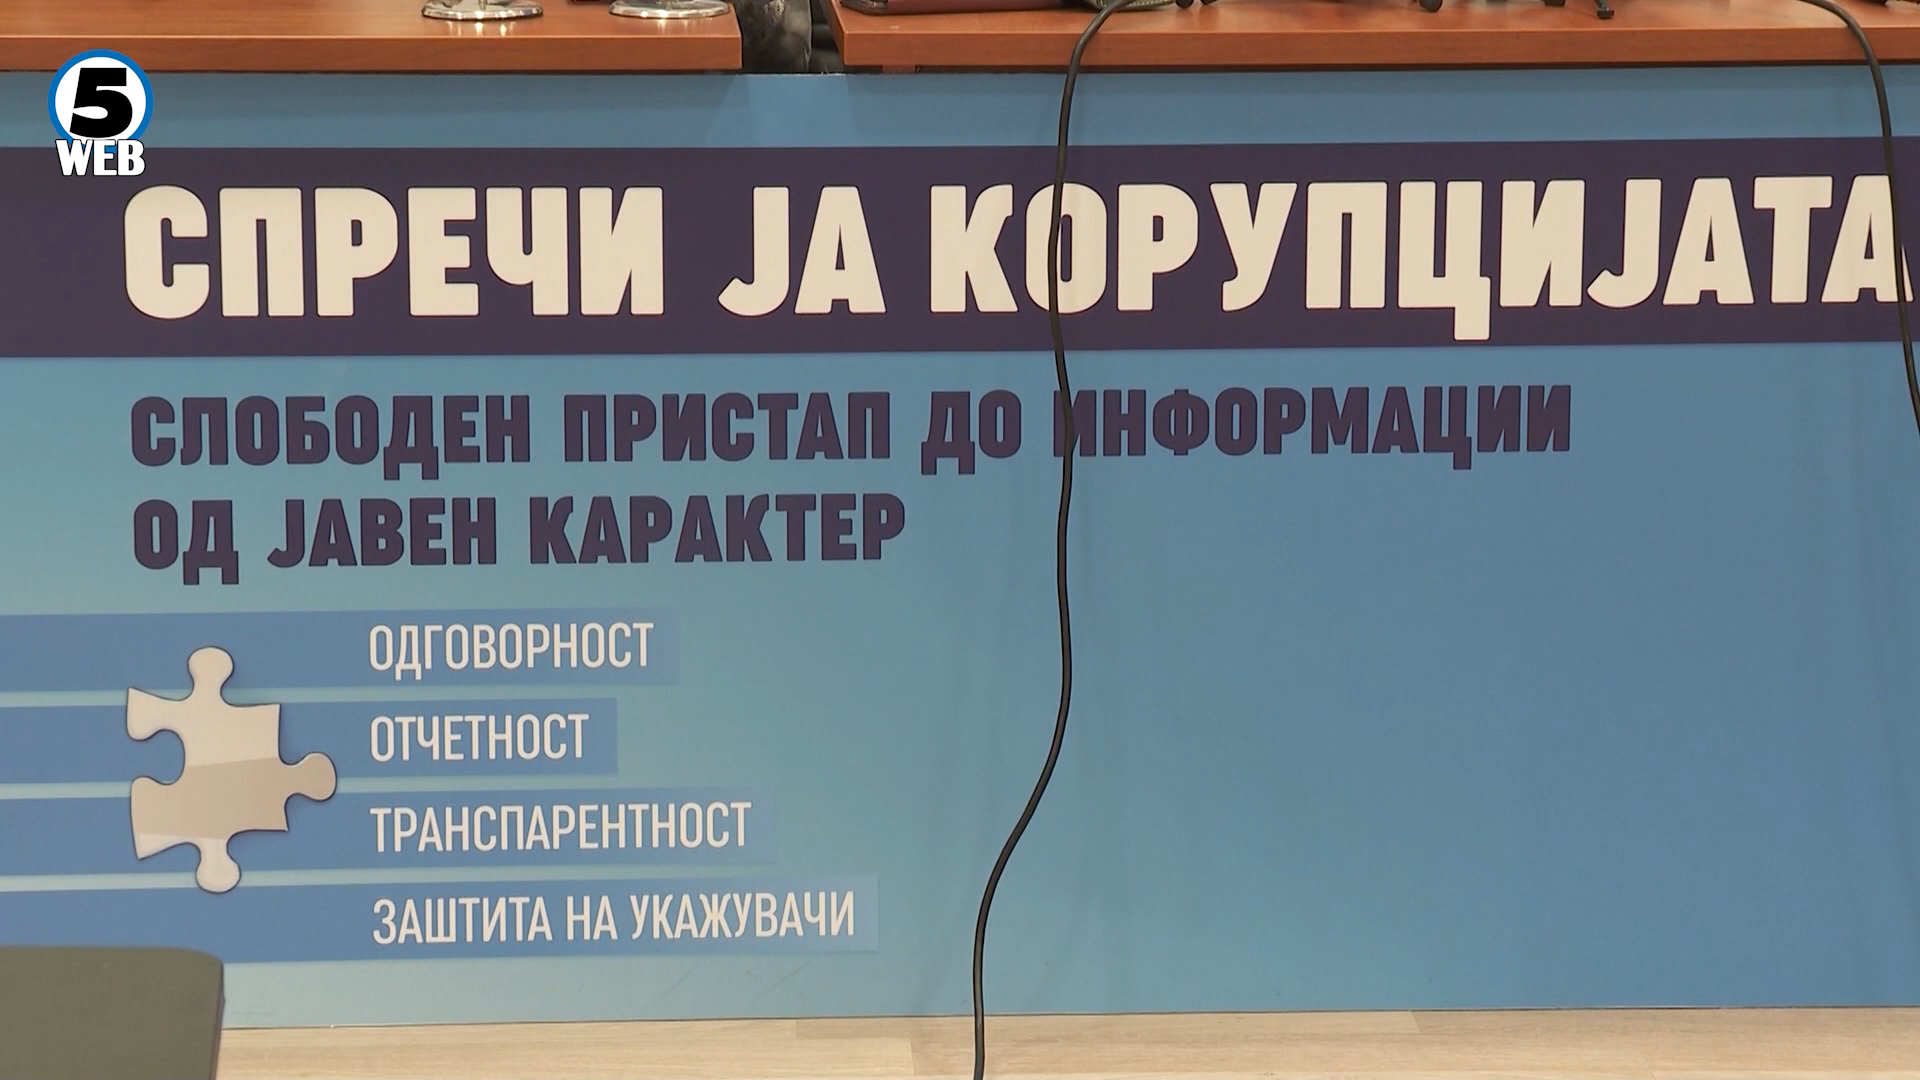 5
WEB
СПРЕЧИ ЈА КОРУПЦИЈАТА
СЛОБОДЕН ПРИСТАП ДО ИНФОРМАЦИИ
ОД ЈАВЕН КАРАКТЕР
ОДГОВОРНОСТ
ОТЧЕТНОСТ
ТРАНСПАРЕНТНОСТ
ЗАШТИТА НА УКАЖУВАЧИ